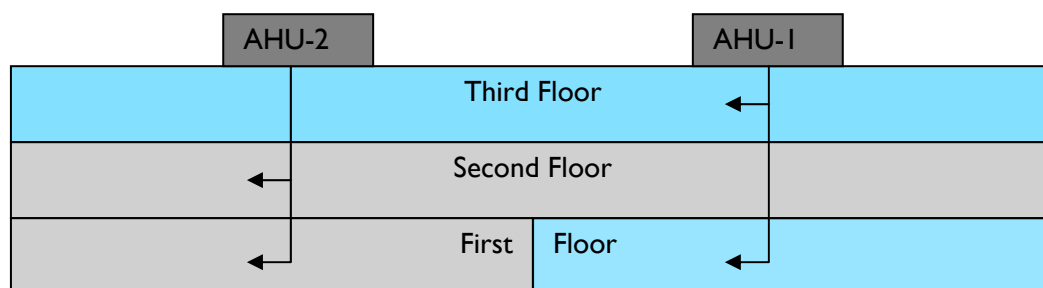 AHU-2
AHU-1
Third Floor
Second Floor
First Floor